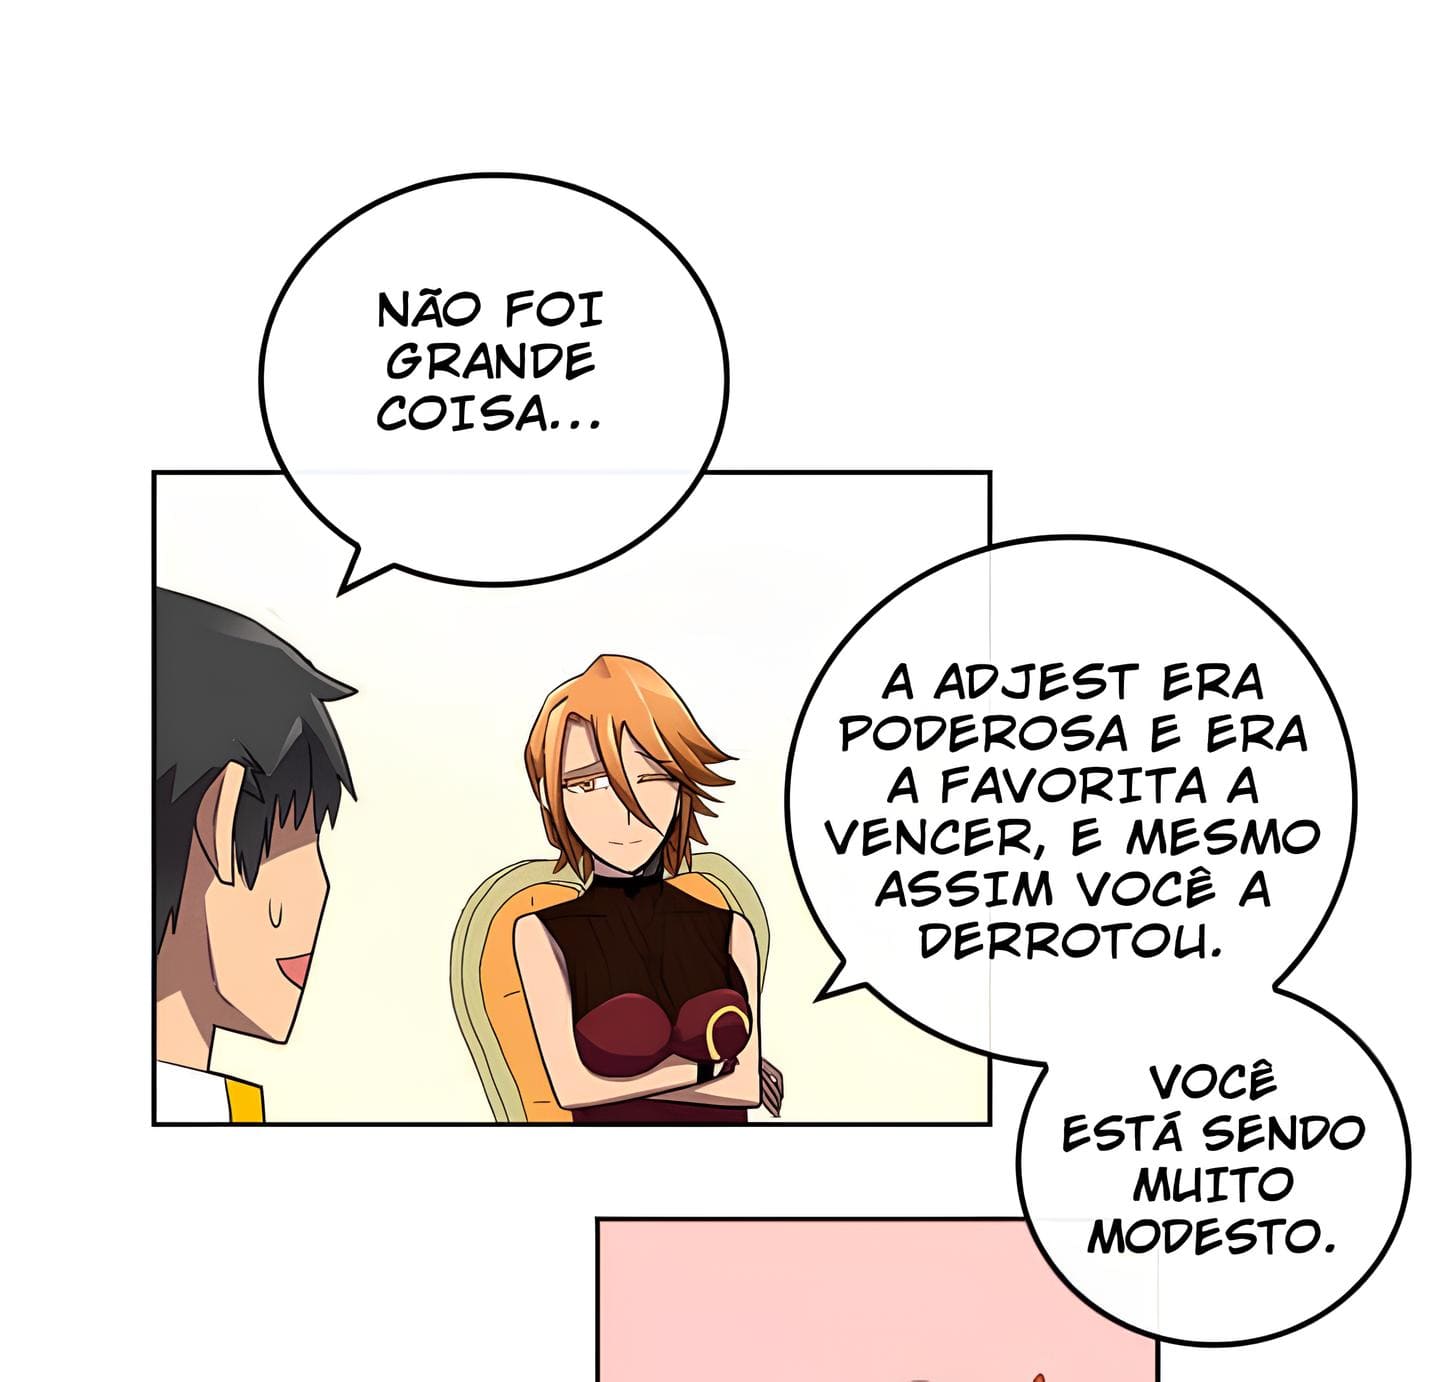 NÃO FOI
GRANDE
COISA...
A ADJEST ERA
PODEROSA E ERA
A FAVORITA A
VENCER, E MESMO
ASSIM VOCÊ A
DERROTOU.
VOCÊ
ESTÁ SENDO
MUITO
MODESTO.